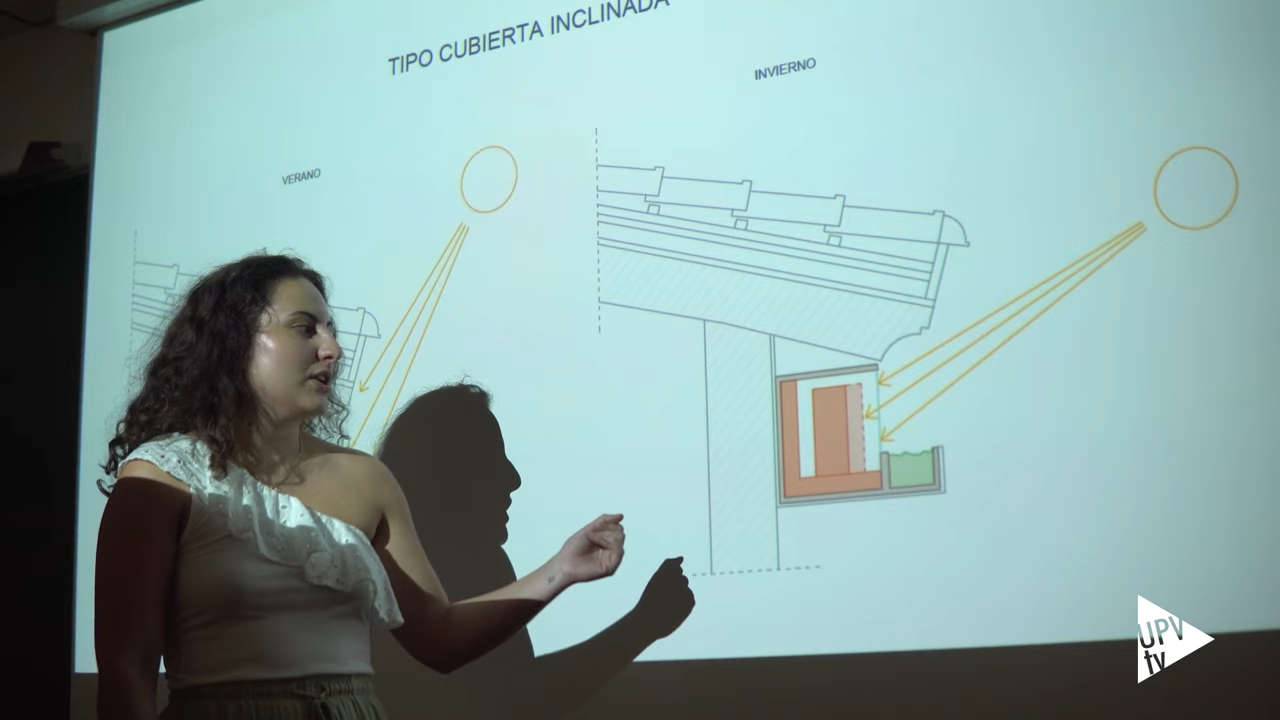 TIPO CUBIERTA INCLINADA
VERANO
INVIERNO
UPV
tv